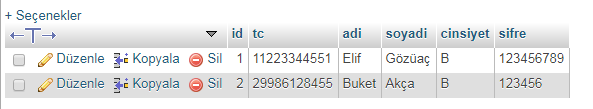 + Seçenekler
id tc adi soyadi cinsiyet sifre
Düzenle Kopyala Sil 1 11223344551 Elif Gözüaç B 123456789
Düzenle Kopyala Sil 2 29986128455 Buket Akça B 123456